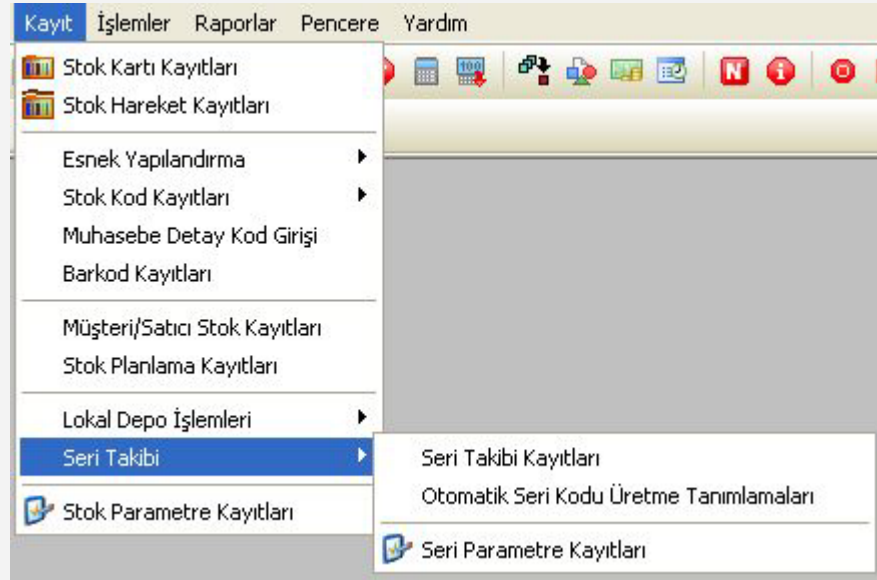 Kayıt İşlemler Raporlar Pencere Yardım
Stok Kartı Kayıtları
100
N
Stok Hareket Kayıtları
Esnek Yapılandırma
Stok Kod Kayıtları
Muhasebe Detay Kod Girişi
Barkod Kayıtları
Müşteri/Satıcı Stok Kayıtları
Stok Planlama Kayıtları
Lokal Depo İşlemleri
Seri Takibi
Stok Parametre Kayıtları
Seri Takibi Kayıtları
Otomatik Seri Kodu Üretme Tanımlamaları
Seri Parametre Kayıtları